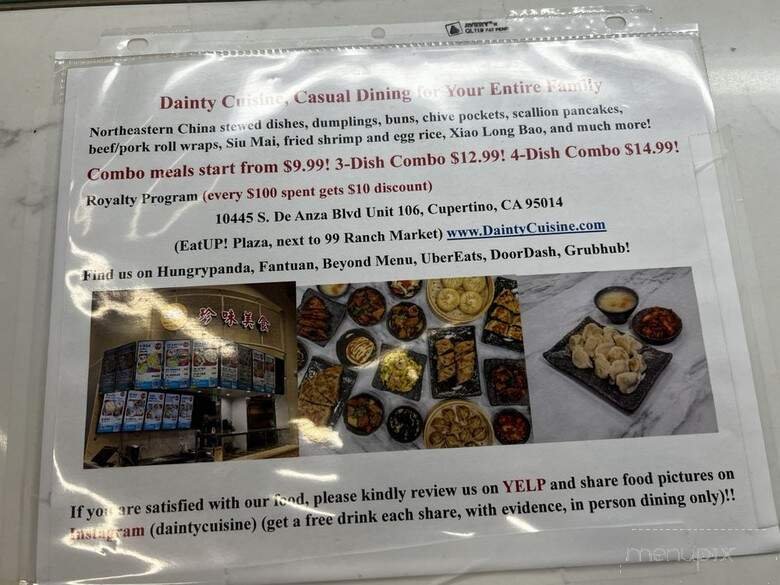 Dainty Cuisine, Casual Dining for Your Entire Family
Northeastern China stewed dishes, dumplings, buns, chive pockets, scallion pancakes,
beef/pork roll wraps, Siu Mai, fried shrimp and egg rice, Xiao Long Bao, and much more!
Combo meals start from $9.99! 3-Dish Combo $12.99! 4-Dish Combo $14.99!
Royalty Program (every $100 spent gets $10 discount)
10445 S. De Anza Blvd Unit 106, Cupertino, CA 95014
(EatUP! Plaza, next to 99 Ranch Market) www.DaintyCuisine.com
Find us on Hungrypanda, Fantuan, Beyond Menu, UberEats, DoorDash, Grubhub!
珍味美食
If you are satisfied with our food, please kindly review us on YELP and share food pictures on
Instagram (daintycuisine) (get a free drink each share, with evidence, in person dining only)!!
menupix